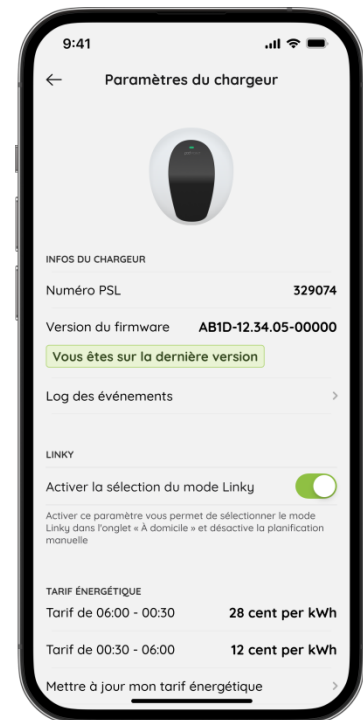 9:41
Paramètres du chargeur
INFOS DU CHARGEUR
Numéro PSL 329074
Version du firmware AB1D-12.34.05-00000
Vous êtes sur la dernière version
Log des événements
LINKY
Activer la sélection du mode Linky
Activer ce paramètre vous permet de sélectionner le mode
Linky dans l'onglet « À domicile » et désactive la planification
manuelle
TARIF ÉNERGÉTIQUE
Tarif de 06:00 - 00:30 28 cent per kWh
Tarif de 00:30 - 06:00 12 cent per kWh
Mettre à jour mon tarif énergétique